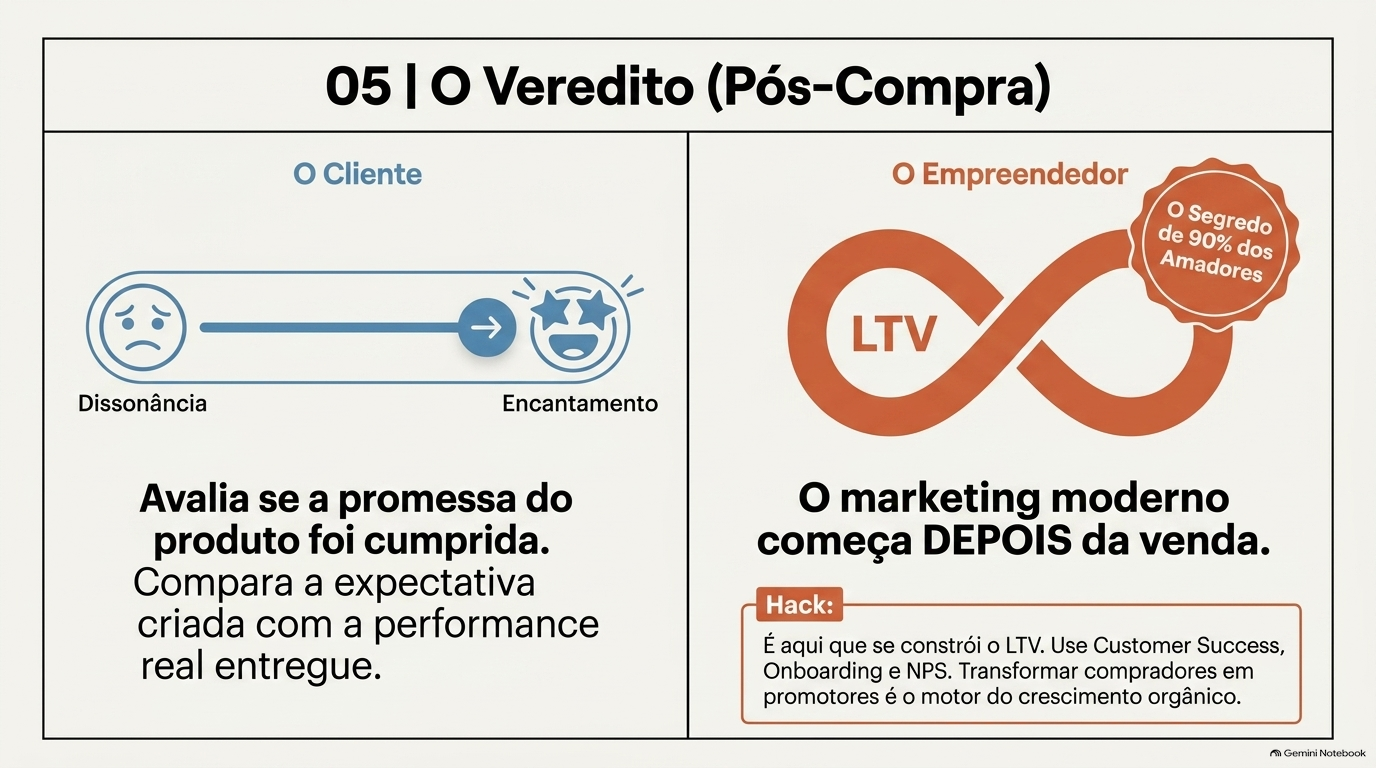 05 | O Veredito (Pós-Compra)
O Cliente
Dissonância
Encantamento
Avalia se a promessa do
produto foi cumprida.
Compara a expectativa
criada com a performance
real entregue.
O Empreendedor
O Segredo
de 90% dos
Amadores
LTV
O marketing moderno
começa DEPOIS da venda.
Hack:
É aqui que se constrói o LTV. Use Customer Success,
Onboarding e NPS. Transformar compradores em
promotores é o motor do crescimento orgânico.
Gemini Notebook